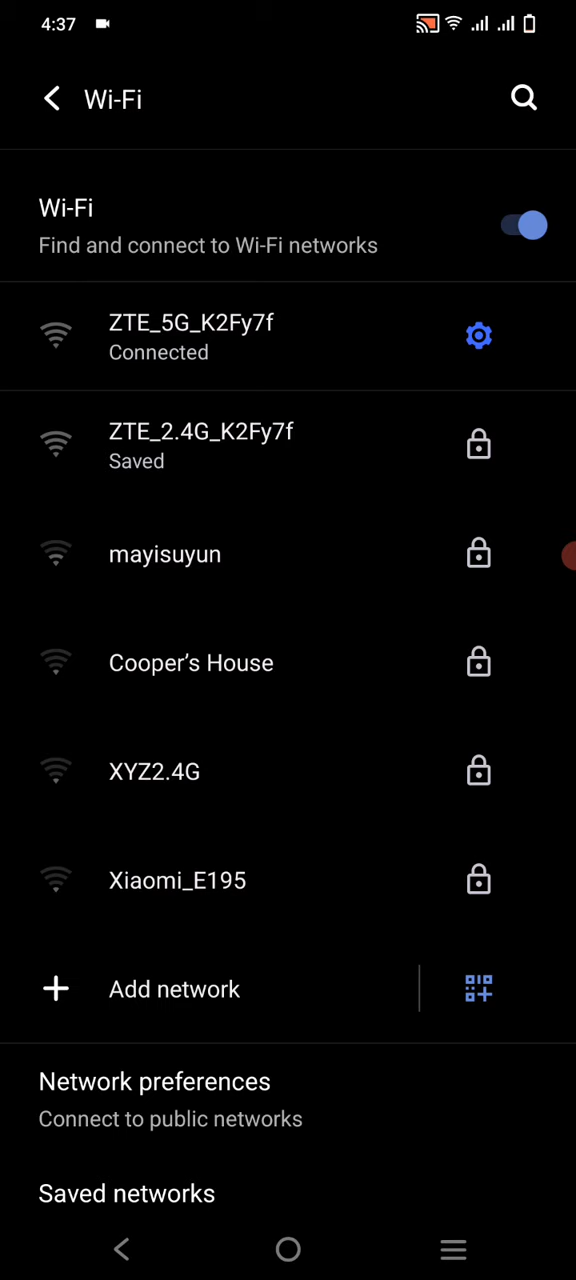 4:37
Wi-Fi
Wi-Fi
Find and connect to Wi-Fi networks
ZTE_5G_K2Fy7f
Connected
ZTE_2.4G_K2Fy7f
Saved
mayisuyun
Cooper’s House
XYZ2.4G
Xiaomi_E195
Add network
Network preferences
Connect to public networks
Saved networks